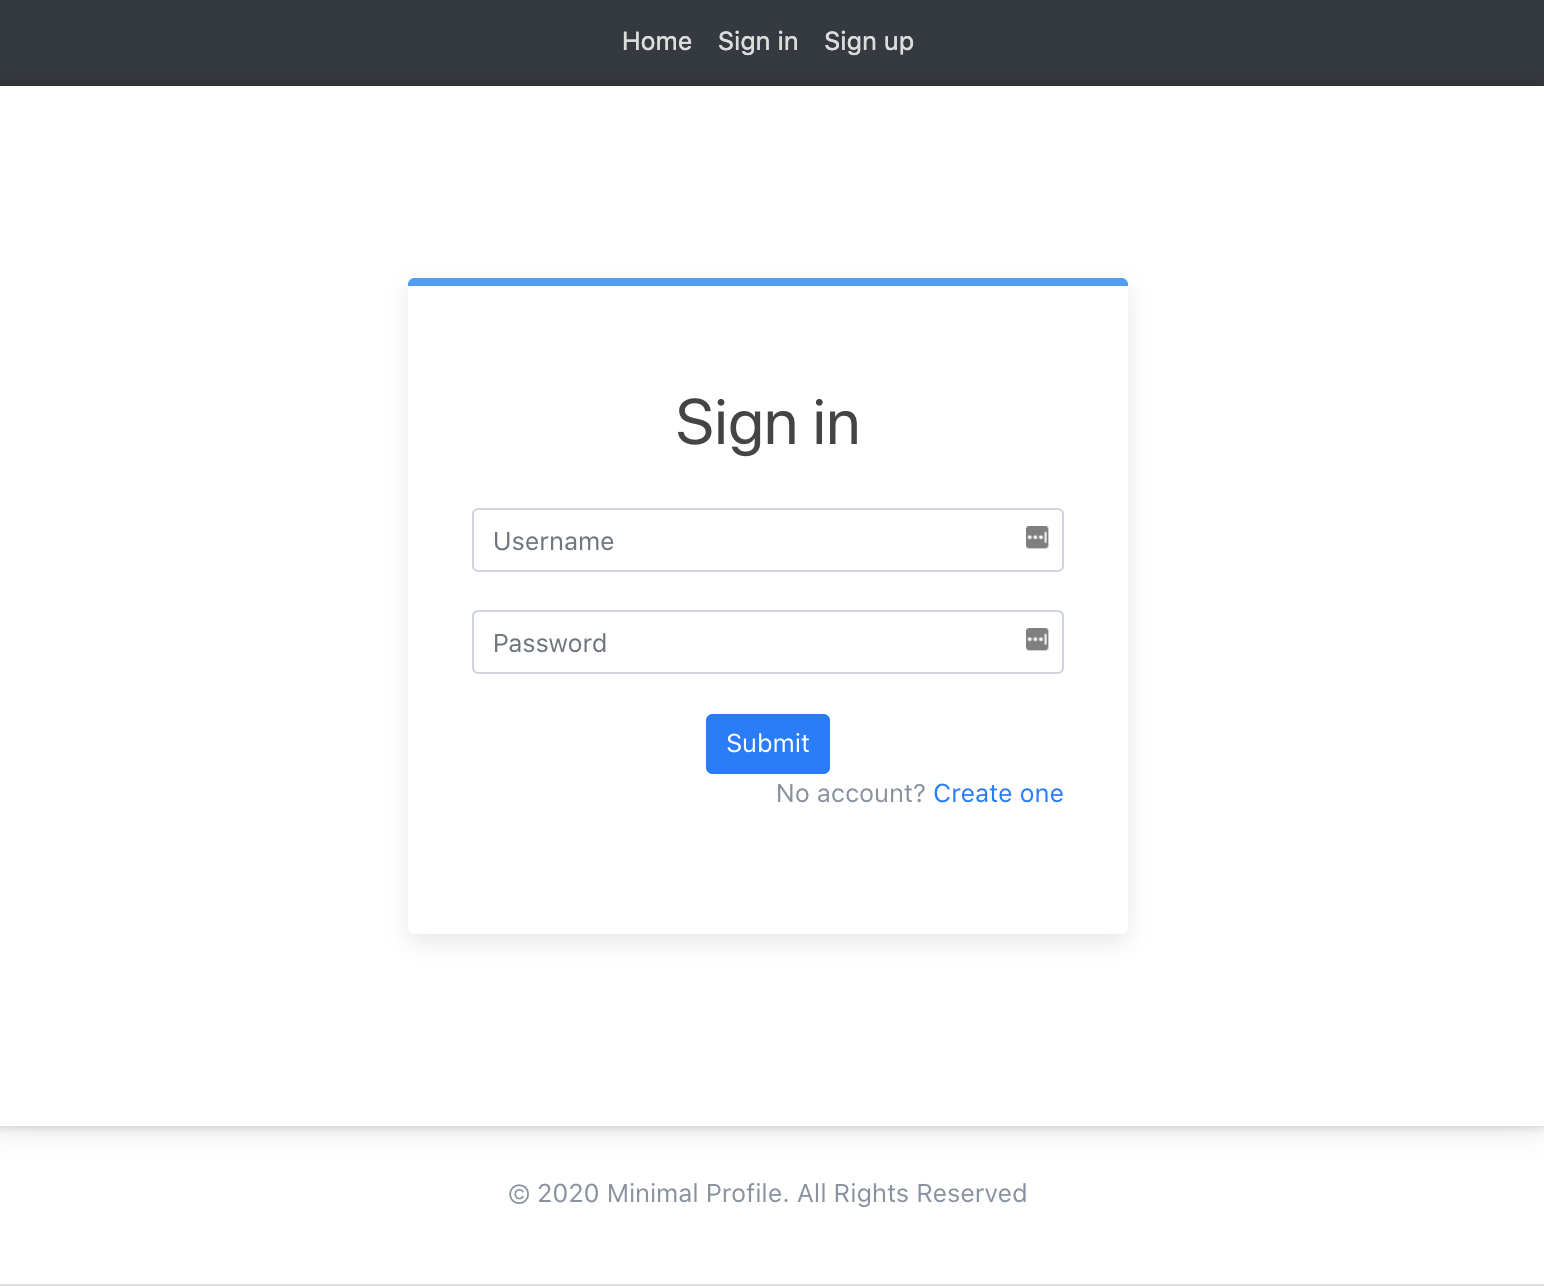 Home Sign in Sign up
Sign in
Username
Password
Submit
No account? Create one
© 2020 Minimal Profile. All Rights Reserved